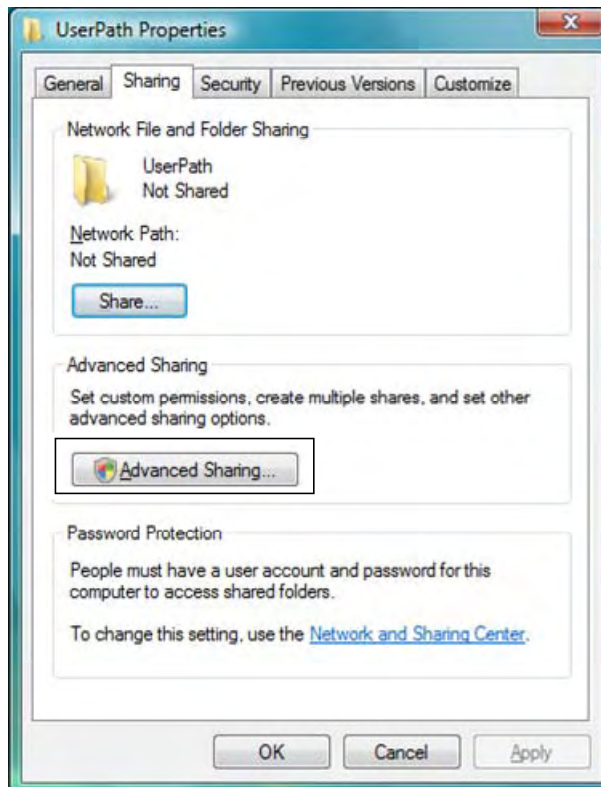 UserPath Properties
General Sharing Security Previous Versions Customize
Network File and Folder Sharing
UserPath
Not Shared
Network Path:
Not Shared
Share...
Advanced Sharing
Set custom permissions, create multiple shares, and set other
advanced sharing options.
Advanced Sharing...
Password Protection
People must have a user account and password for this
computer to access shared folders.
To change this setting, use the Network and Sharing Center.
OK Cancel Apply